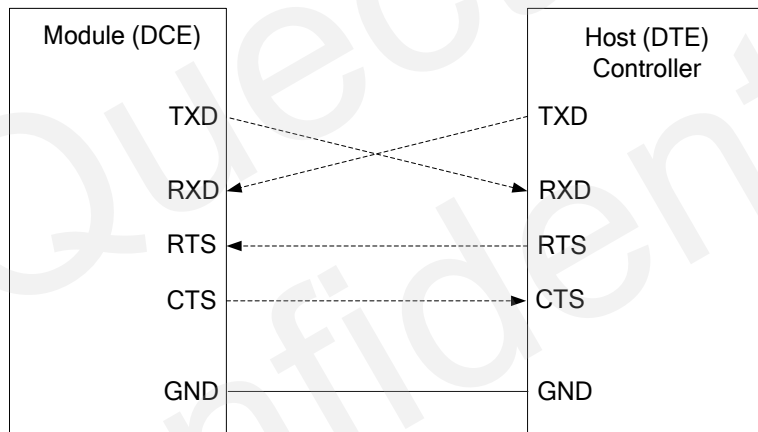 Module (DCE)
Host (DTE)
Controller
TXD
TXD
RXD
RXD
RTS
RTS
CTS
CTS
GND
GND